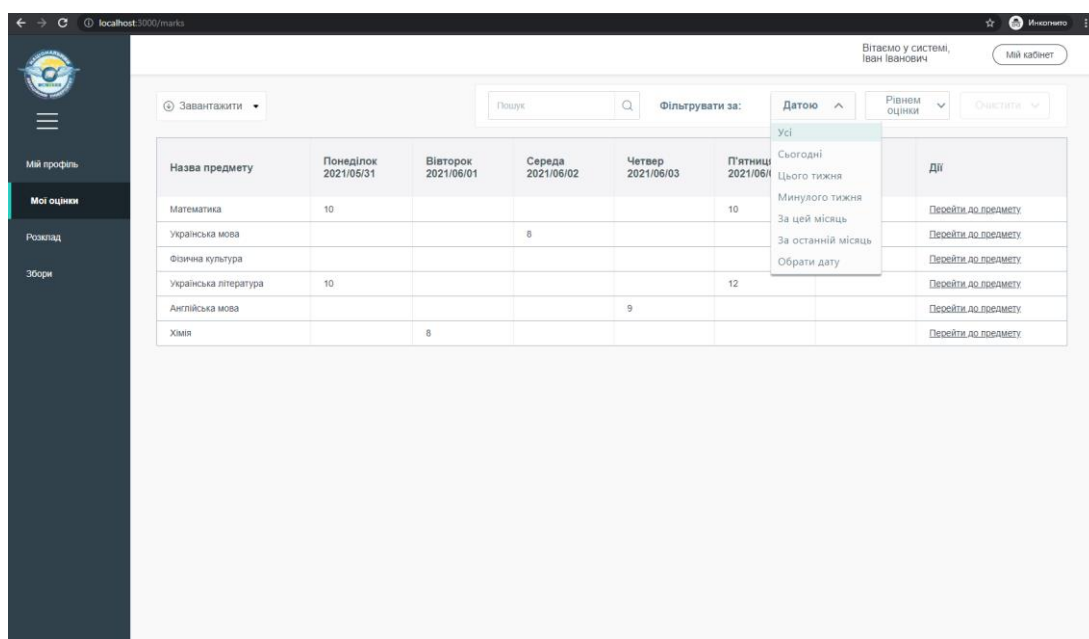 localhost:3000/marks
Инкогнито
Вітаємо у системі,
Іван Іванович
Мій кабінет
Завантажити
Пошук
Фільтрувати за:
Датою
Рівнем
оцінки
Очистити
Усі
Сьогодні
Цього тижня
Минулого тижня
За цей місяць
За останній місяць
Обрати дату
Мій профіль
Мої оцінки
Розклад
Збори
Назва предмету Понеділок 2021/05/31 Вівторок 2021/06/01 Середа 2021/06/02 Четвер 2021/06/03 Дії
Математика 10 10 Перейти до предмету
Українська мова 8 Перейти до предмету
Фізична культура Перейти до предмету
Українська література 10 12 Перейти до предмету
Англійська мова 9 Перейти до предмету
Хімія 8 Перейти до предмету